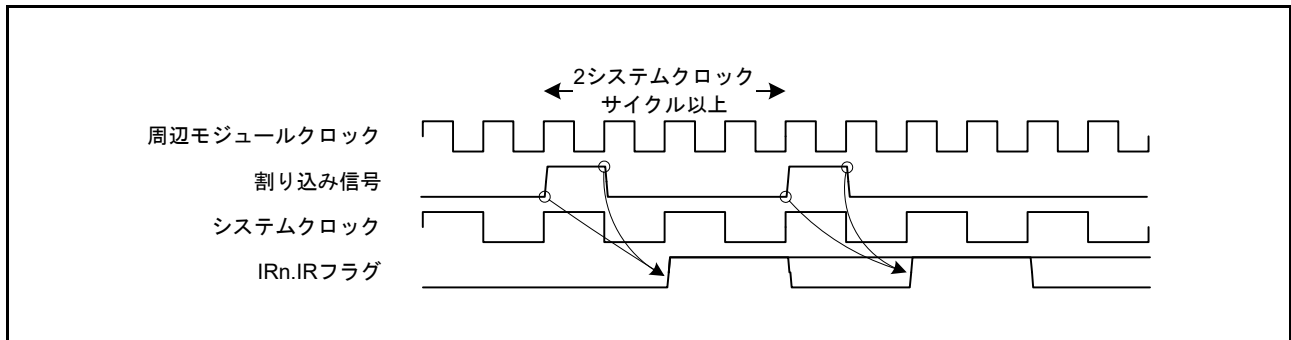 2システムクロック
サイクル以上
周辺モジュールクロック
割り込み信号
システムクロック
IRn.IRフラグ